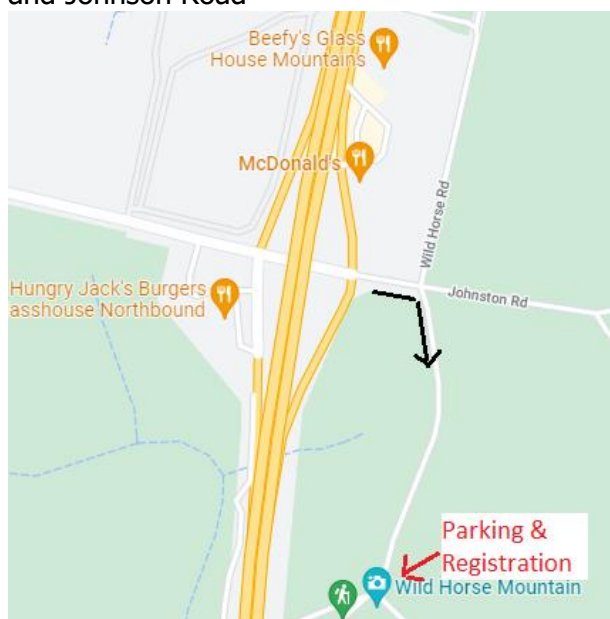 and Johnson Road
Beefy's Glass
House Mountains
McDonald's
Wild Horse Rd
Hungry Jack's Burgers
asshouse Northbound
Johnston Rd
Parking &
Registration
Wild Horse Mountain